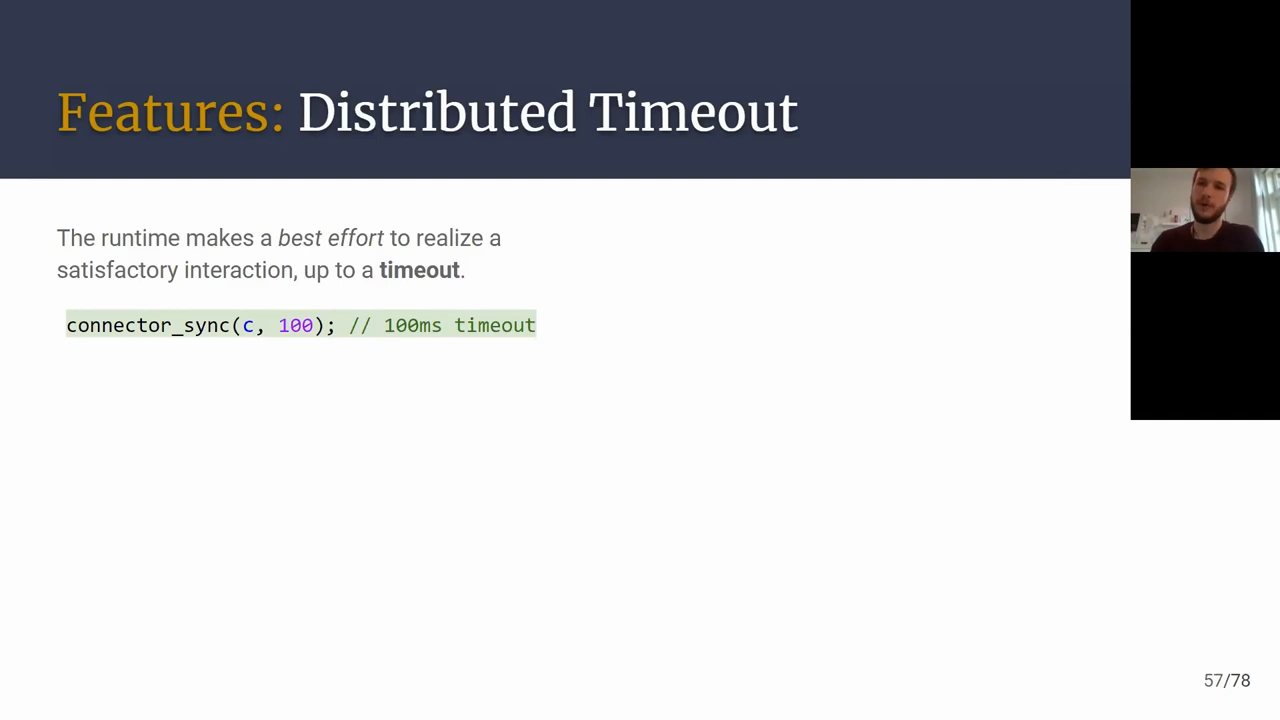 Features: Distributed Timeout
The runtime makes a best effort to realize a
satisfactory interaction, up to a timeout.
connector_sync(c, 100); // 100ms timeout
57/78